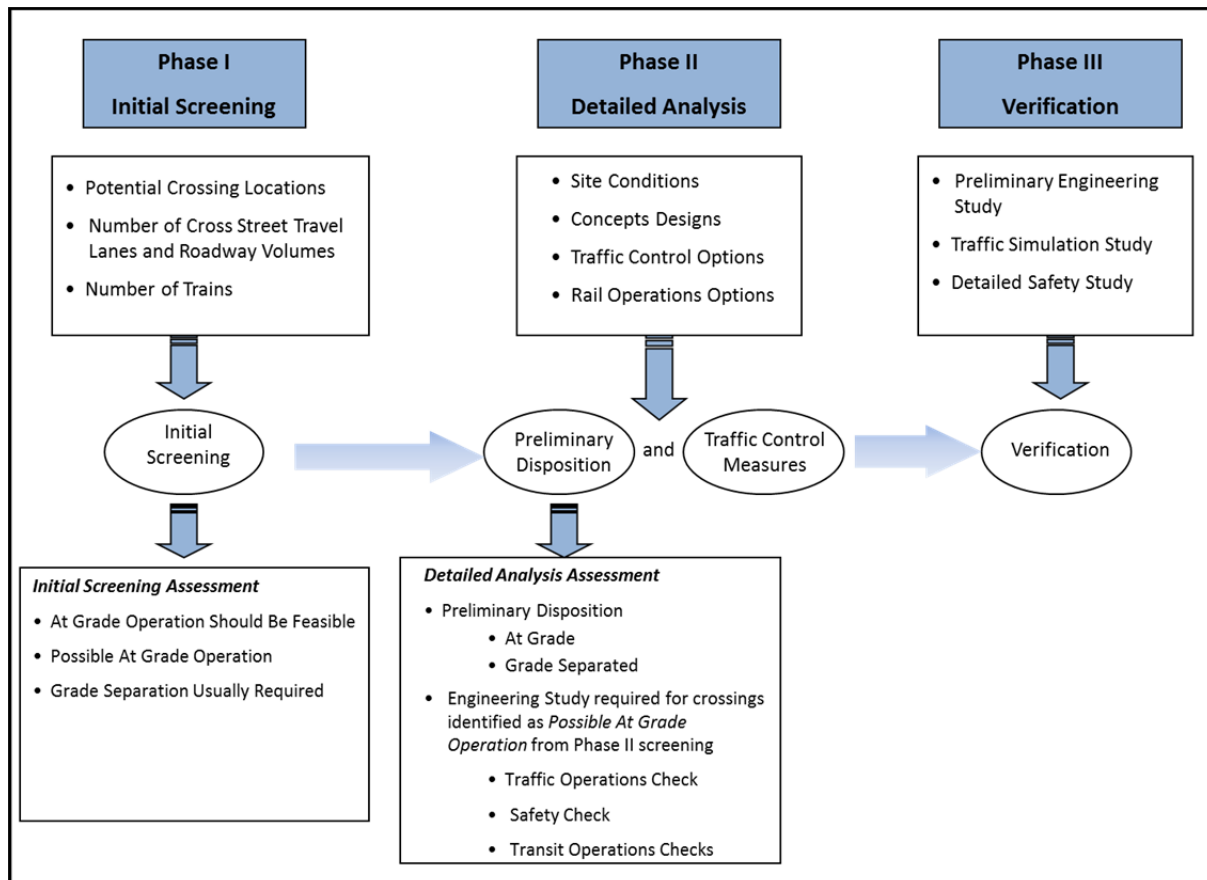 Phase I
Initial Screening
Phase II
Detailed Analysis
Phase III
Verification
• Potential Crossing Locations
• Number of Cross Street Travel
Lanes and Roadway Volumes
• Number of Trains
• Site Conditions
• Concepts Designs
• Traffic Control Options
• Rail Operations Options
• Preliminary Engineering
Study
• Traffic Simulation Study
• Detailed Safety Study
Initial
Screening
Preliminary
Disposition
and
Traffic Control
Measures
Verification
Initial Screening Assessment
• At Grade Operation Should Be Feasible
• Possible At Grade Operation
• Grade Separation Usually Required
Detailed Analysis Assessment
• Preliminary Disposition
• At Grade
• Grade Separated
• Engineering Study required for crossings
identified as Possible At Grade
Operation from Phase II screening
• Traffic Operations Check
• Safety Check
• Transit Operations Checks